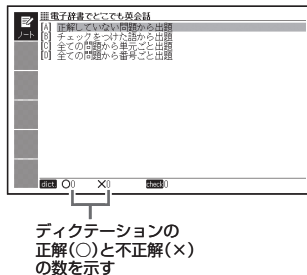 電子辞書でどこでも英会話
ノート
[A] 正解していない問題から出題
[B] チェックをつけた語から出題
[C] 全ての問題から単元ごと出題
[D] 全ての問題から番号ごと出題
dict. ○0 ×0 check0
ディクテーションの
正解(○)と不正解(×)
の数を示す